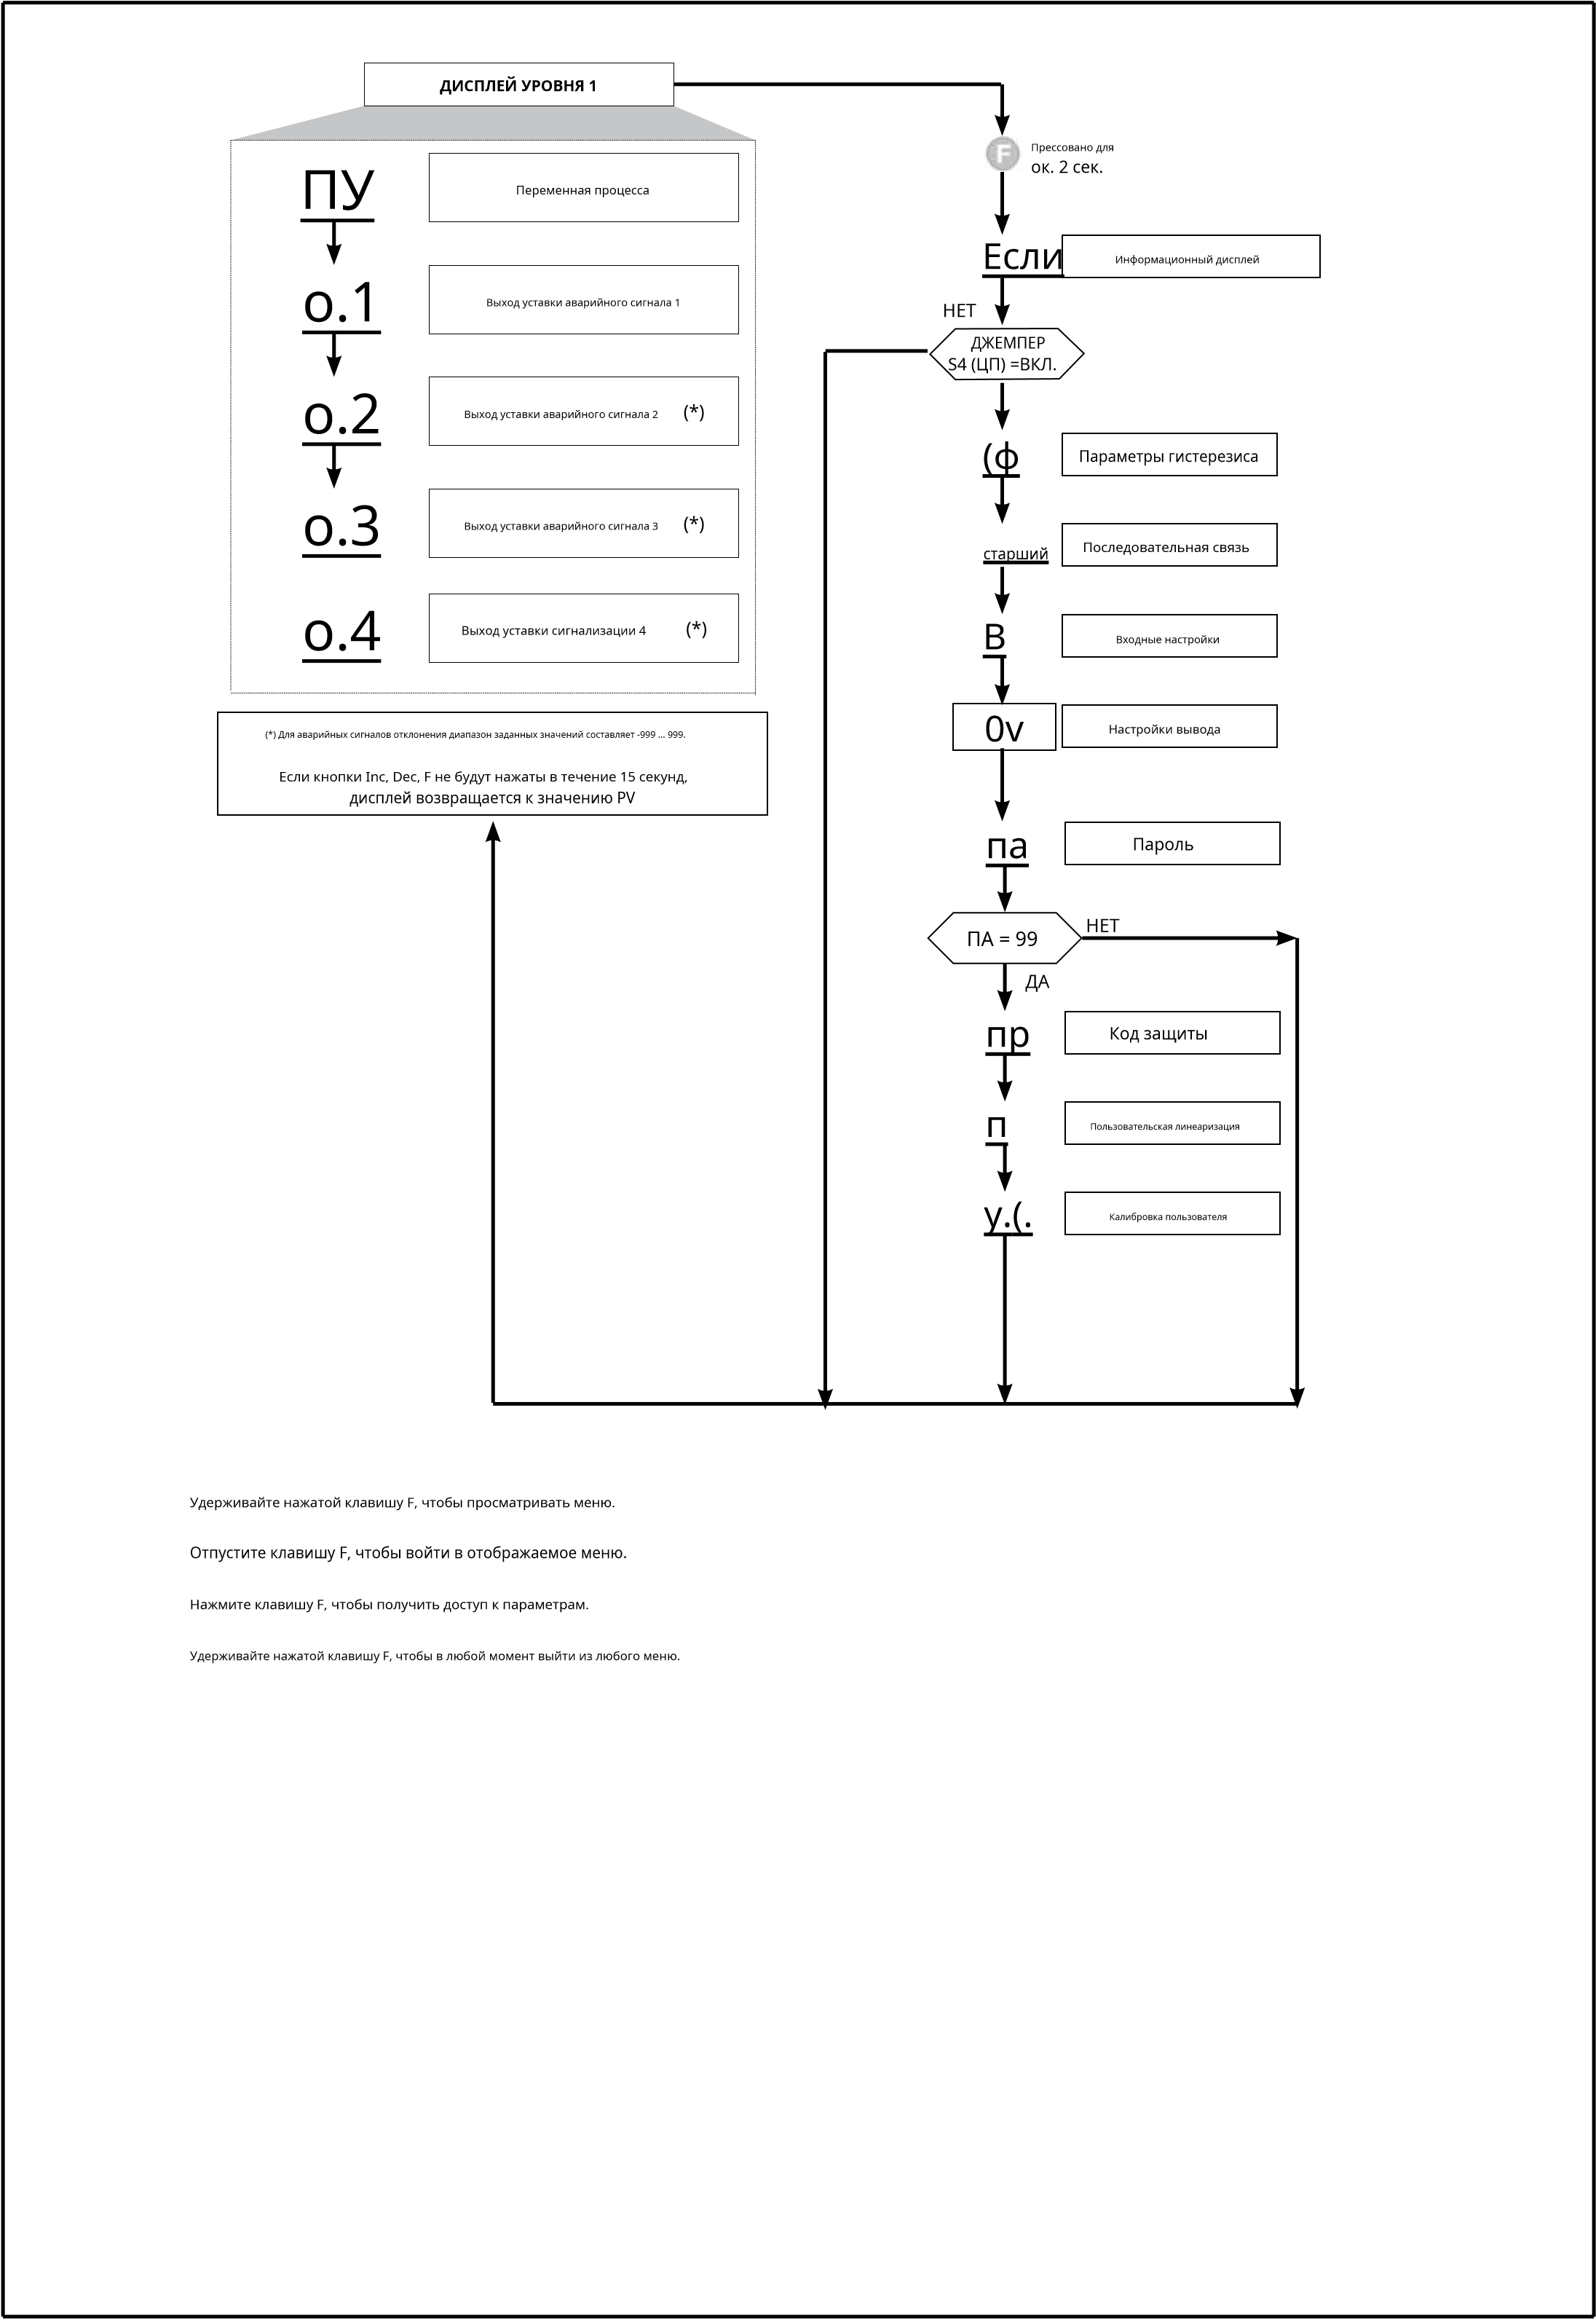 ДИСПЛЕЙ УРОВНЯ 1
ПУ
Переменная процесса
о.1
Выход уставки аварийного сигнала 1
о.2
Выход уставки аварийного сигнала 2 (*)
о.3
Выход уставки аварийного сигнала 3 (*)
о.4
Выход уставки сигнализации 4 (*)
(*) Для аварийных сигналов отклонения диапазон заданных значений составляет -999 ... 999.
Если кнопки Inc, Dec, F не будут нажаты в течение 15 секунд,
дисплей возвращается к значению PV
F
Прессовано для
ок. 2 сек.
Если
Информационный дисплей
НЕТ
ДЖЕМПЕР
S4 (ЦП) =ВКЛ.
(ф
Параметры гистерезиса
старший
Последовательная связь
В
Входные настройки
0v
Настройки вывода
па
Пароль
ПА = 99
НЕТ
ДА
пр
Код защиты
п
Пользовательская линеаризация
у.(.
Калибровка пользователя
Удерживайте нажатой клавишу F, чтобы просматривать меню.
Отпустите клавишу F, чтобы войти в отображаемое меню.
Нажмите клавишу F, чтобы получить доступ к параметрам.
Удерживайте нажатой клавишу F, чтобы в любой момент выйти из любого меню.